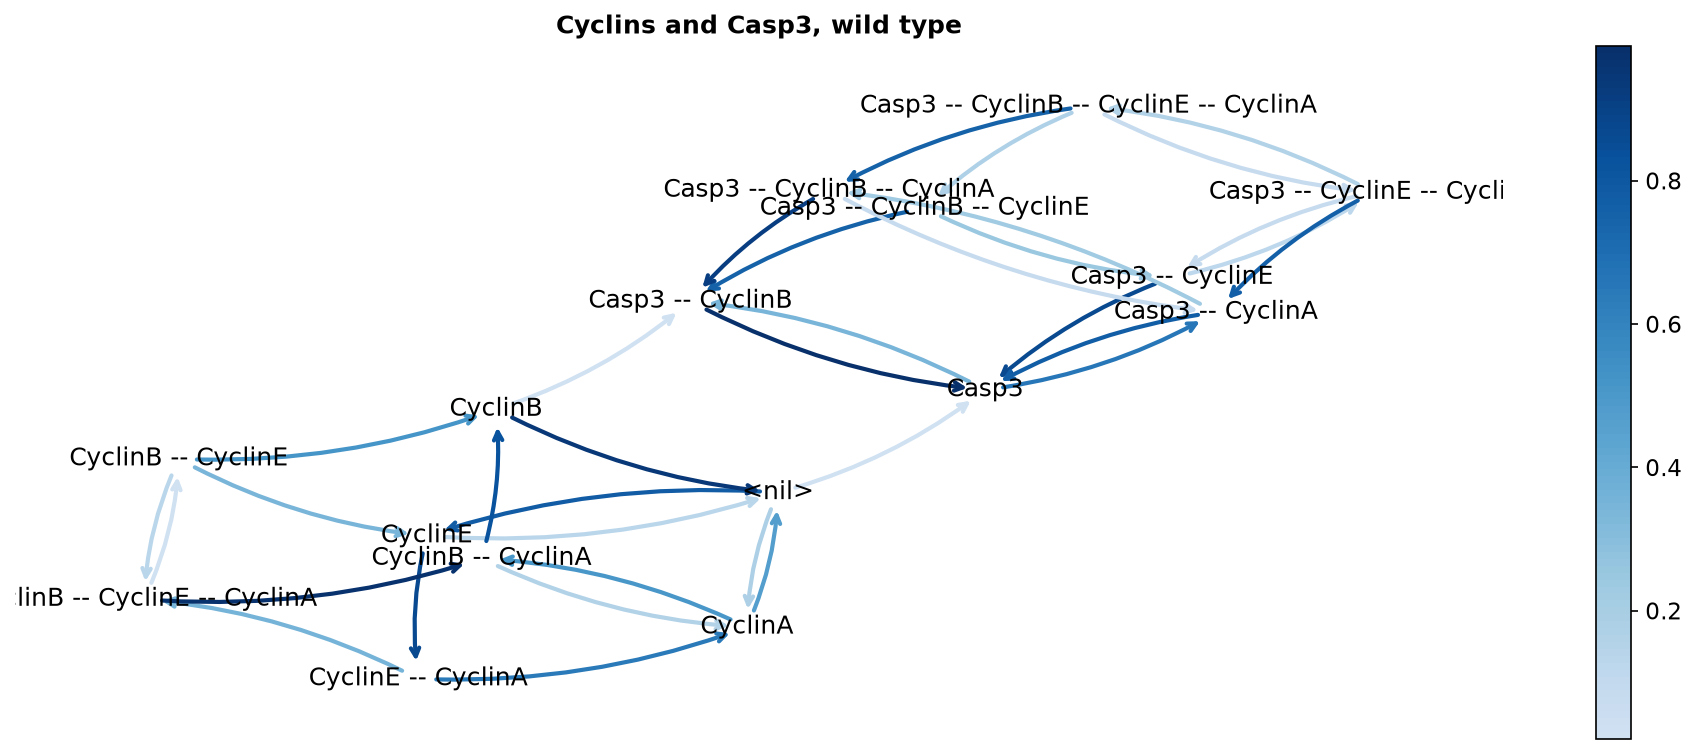 Cyclins and Casp3, wild type
Casp3 -- CyclinB -- CyclinE -- CyclinA
0.8
Casp3 -- CyclinB -- CyclinA
Casp3 -- CyclinE -- Cycli
Casp3 -- CyclinB -- CyclinE
Casp3 -- CyclinE
Casp3 -- CyclinB
Casp3 -- CyclinA
0.6
Casp3
CyclinB
CyclinB -- CyclinE
0.4
<nil>
CyclinE
CyclinB -- CyclinA
linB -- CyclinE -- CyclinA
0.2
CyclinA
CyclinE -- CyclinA